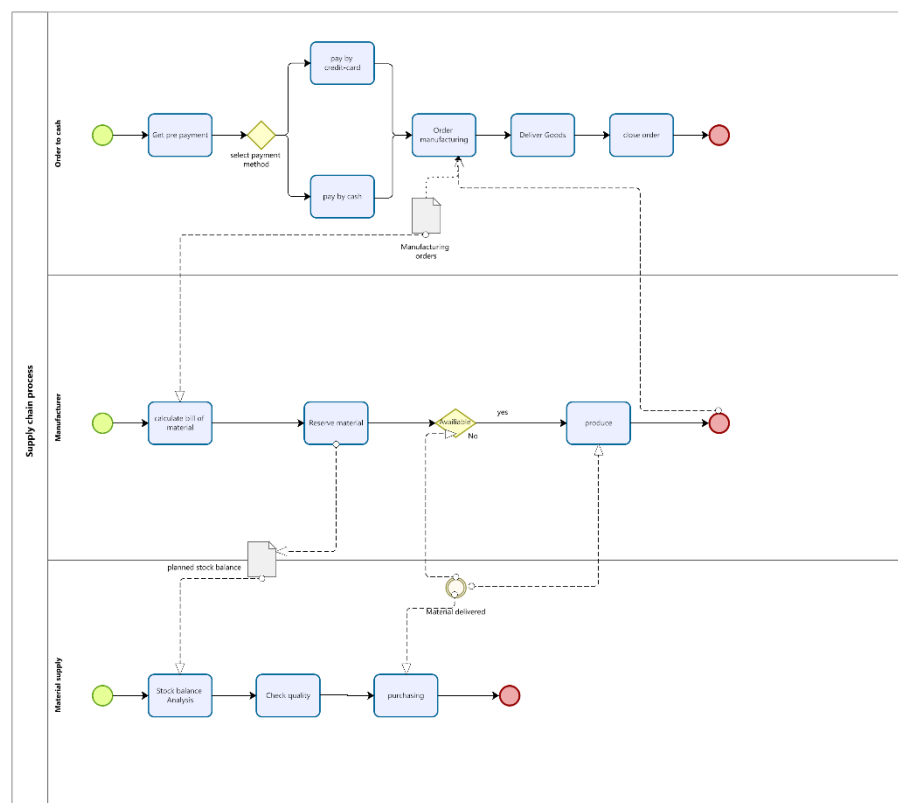 Supply chain process
Order to cash
Get pre payment
select payment
method
pay by
credit-card
pay by cash
Order
manufacturing
Deliver Goods
close order
Manufacturing
orders
Manufacturer
calculate bill of
material
Reserve material
Available
yes
No
produce
planned stock balance
Material supply
Material delivered
Stock balance
Analysis
Check quality
purchasing